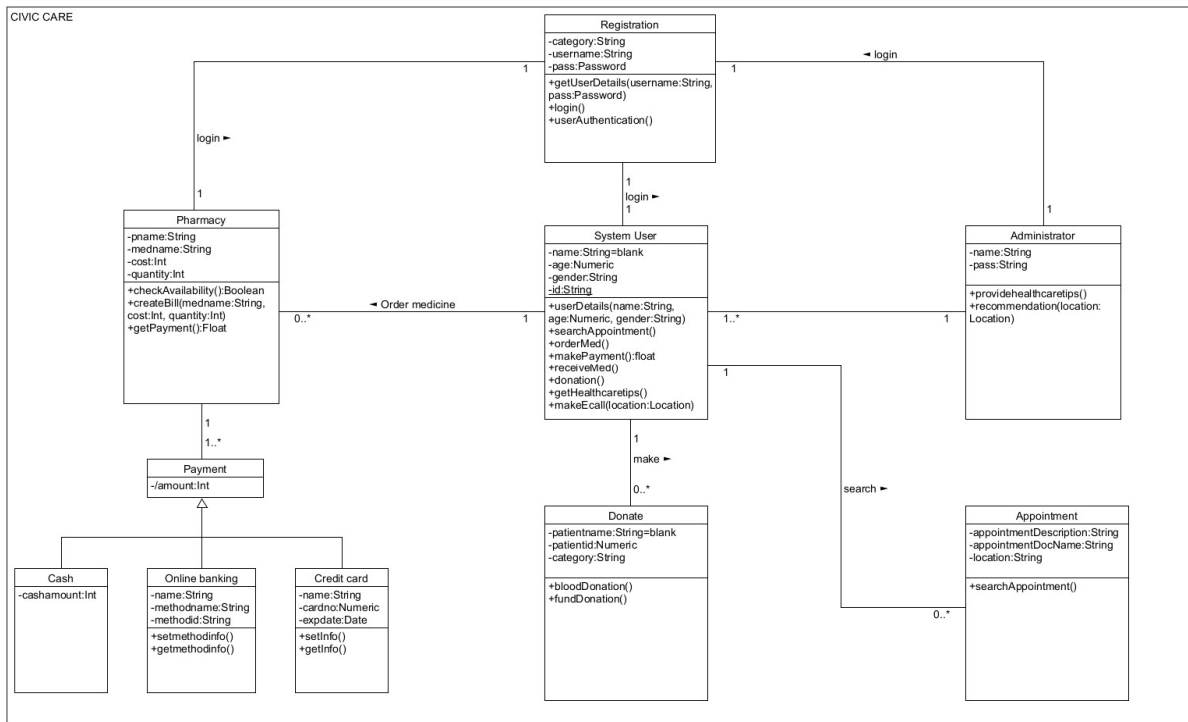 CIVIC CARE
Registration
-category:String
-username:String
-pass:Password
+getUserDetails(username:String,
pass:Password)
+login()
+userAuthentication()
1
1
◄ login
login ►
1
login ►
1
1
1
Pharmacy
-pname:String
-medname:String
-cost:Int
-quantity:Int
+checkAvailability():Boolean
+createBill(medname:String,
cost:Int, quantity:Int)
+getPayment():Float
◄ Order medicine
0..*
1
System User
-name:String=blank
-age:Numeric
-gender:String
-id:String
+userDetails(name:String,
age:Numeric, gender:String)
+searchAppointment()
+orderMed()
+makePayment():float
+receiveMed()
+donation()
+getHealthcaretips()
+makeEcall(location:Location)
1..*
1
1
Administrator
-name:String
-pass:String
+providehealthcaretips()
+recommendation(location:
Location)
1
1..*
Payment
-/amount:Int
1
make ►
0..*
search ►
0..*
Cash
-cashamount:Int
Online banking
-name:String
-methodname:String
-methodid:String
+setmethodinfo()
+getmethodinfo()
Credit card
-name:String
-cardno:Numeric
-expdate:Date
+setInfo()
+getInfo()
Donate
-patientname:String=blank
-patientid:Numeric
-category:String
+bloodDonation()
+fundDonation()
Appointment
-appointmentDescription:String
-appointmentDocName:String
-location:String
+searchAppointment()